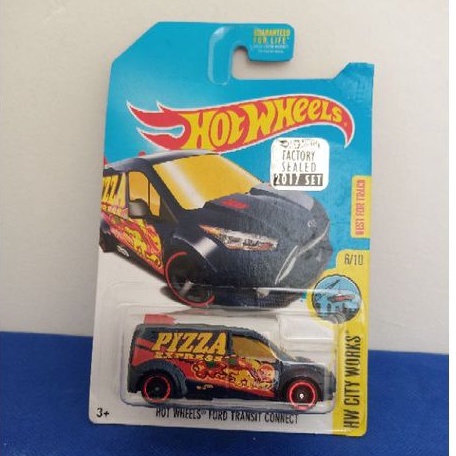 GUARANTEED
FOR LIFE
HOT WHEELS
FACTORY
SEALED
2017 SET
BEST FOR TRACK
6/10
HW CITY WORKS
PIZZA
EXPRESS
3+
HOT WHEELS® FORD TRANSIT CONNECT